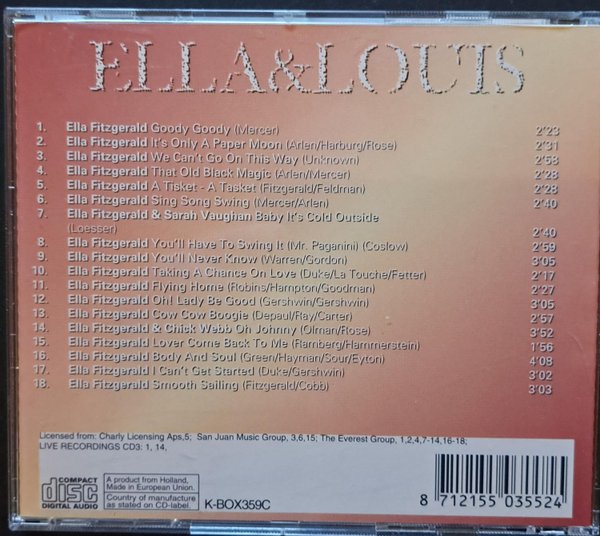 ELLA&LOUIS
1. Ella Fitzgerald Goody Goody (Mercer) 2'23
2. Ella Fitzgerald It's Only A Paper Moon (Arlen/Harburg/Rose) 2'31
3. Ella Fitzgerald We Can't Go On This Way (Unknown) 2'58
4. Ella Fitzgerald That Old Black Magic (Arlen/Mercer) 2'28
5. Ella Fitzgerald A Tisket - A Tasket (Fitzgerald/Feldman) 2'28
6. Ella Fitzgerald Sing Song Swing (Mercer/Arlen) 2'40
7. Ella Fitzgerald & Sarah Vaughan Baby It's Cold Outside
(Loesser) 2'40
8. Ella Fitzgerald You'll Have To Swing It (Mr. Paganini) (Coslow) 2'59
9. Ella Fitzgerald You'll Never Know (Warren/Gordon) 3'05
10. Ella Fitzgerald Taking A Chance On Love (Duke/La Touche/Fetter) 2'17
11. Ella Fitzgerald Flying Home (Robins/Hampton/Goodman) 2'27
12. Ella Fitzgerald Oh! Lady Be Good (Gershwin/Gershwin) 3'05
13. Ella Fitzgerald Cow Cow Boogie (Depaul/Ray/Carter) 2'57
14. Ella Fitzgerald & Chick Webb Oh Johnny (Olman/Rose) 3'52
15. Ella Fitzgerald Lover Come Back To Me (Ramberg/Hammerstein) 1'56
16. Ella Fitzgerald Body And Soul (Green/Hayman/Sour/Eyton) 4'08
17. Ella Fitzgerald I Can't Get Started (Duke/Gershwin) 3'02
18. Ella Fitzgerald Smooth Sailing (Fitzgerald/Cobb) 3'03
Licensed from: Charly Licensing Aps,5; San Juan Music Group, 3,6,15; The Everest Group, 1,2,4,7-14,16-18;
LIVE RECORDINGS CD3: 1, 14,
COMPACT
disc
DIGITAL AUDIO
A product from Holland,
Made in European Union.
Country of manufacture
as stated on CD-label.
K-BOX359C
8 712155 035524